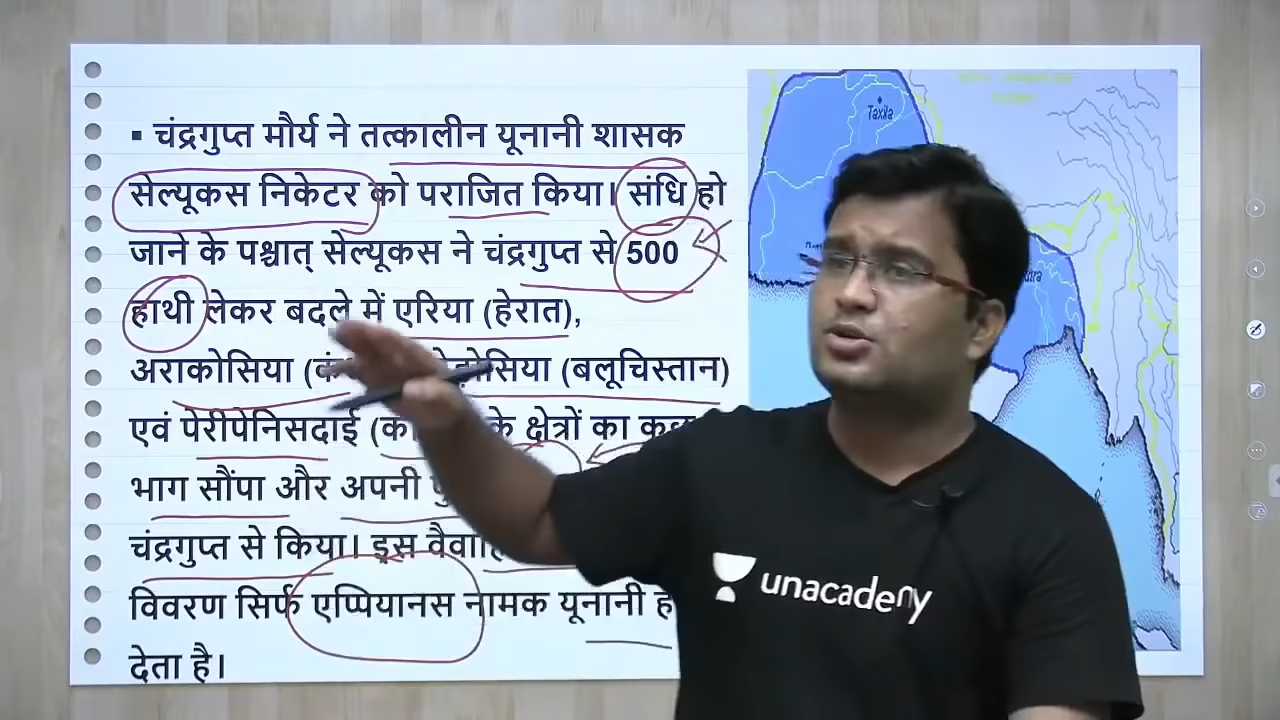 ▪ चंद्रगुप्त मौर्य ने तत्कालीन यूनानी शासक
सेल्यूकस निकेटर को पराजित किया। संधि हो
जाने के पश्चात् सेल्यूकस ने चंद्रगुप्त से 500
हाथी लेकर बदले में एरिया (हेरात),
अराकोसिया (बलूचिस्तान)
एवं पेरीपेनिसदाई के क्षेत्रों का
भाग सौंपा और अपनी
चंद्रगुप्त से किया। इस
विवरण सिर्फ एप्पियानस नामक यूनानी
देता है।
Taxila
unacademy